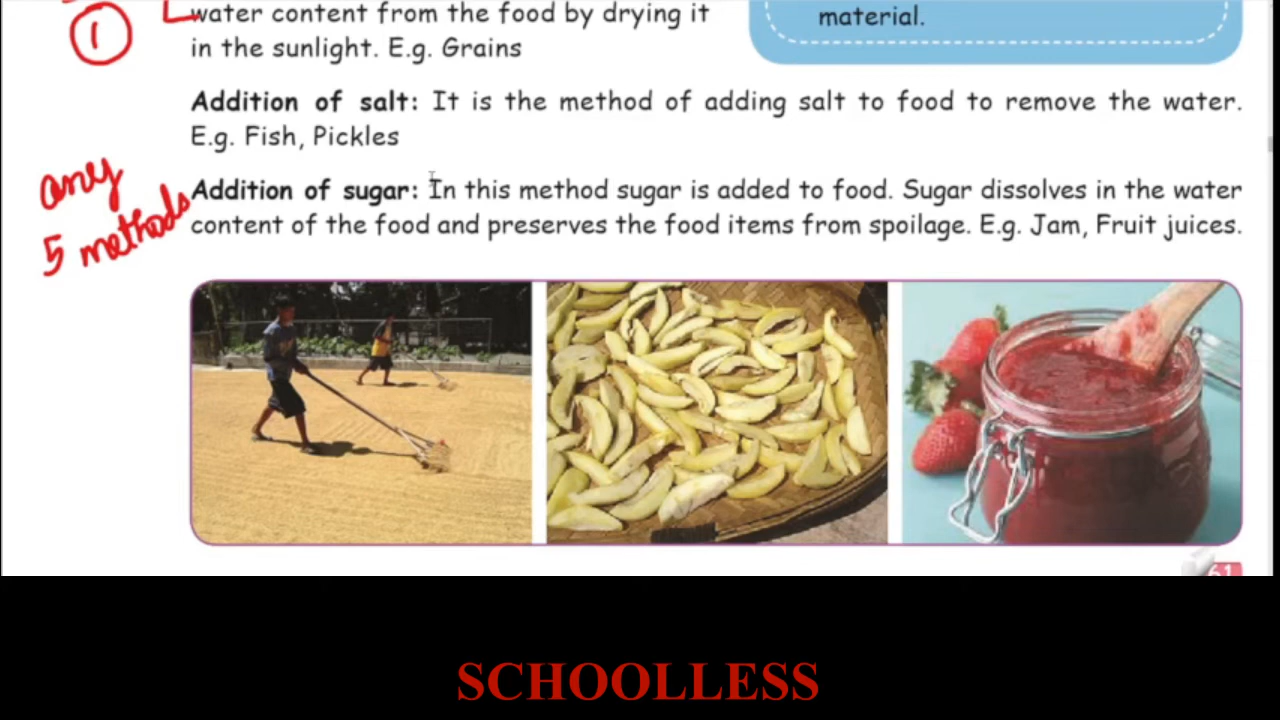 water content from the food by drying it
in the sunlight. E.g. Grains
material.
1
Addition of salt: It is the method of adding salt to food to remove the water.
E.g. Fish, Pickles
any
5 methods
Addition of sugar: In this method sugar is added to food. Sugar dissolves in the water
content of the food and preserves the food items from spoilage. E.g. Jam, Fruit juices.
61
SCHOOLLESS